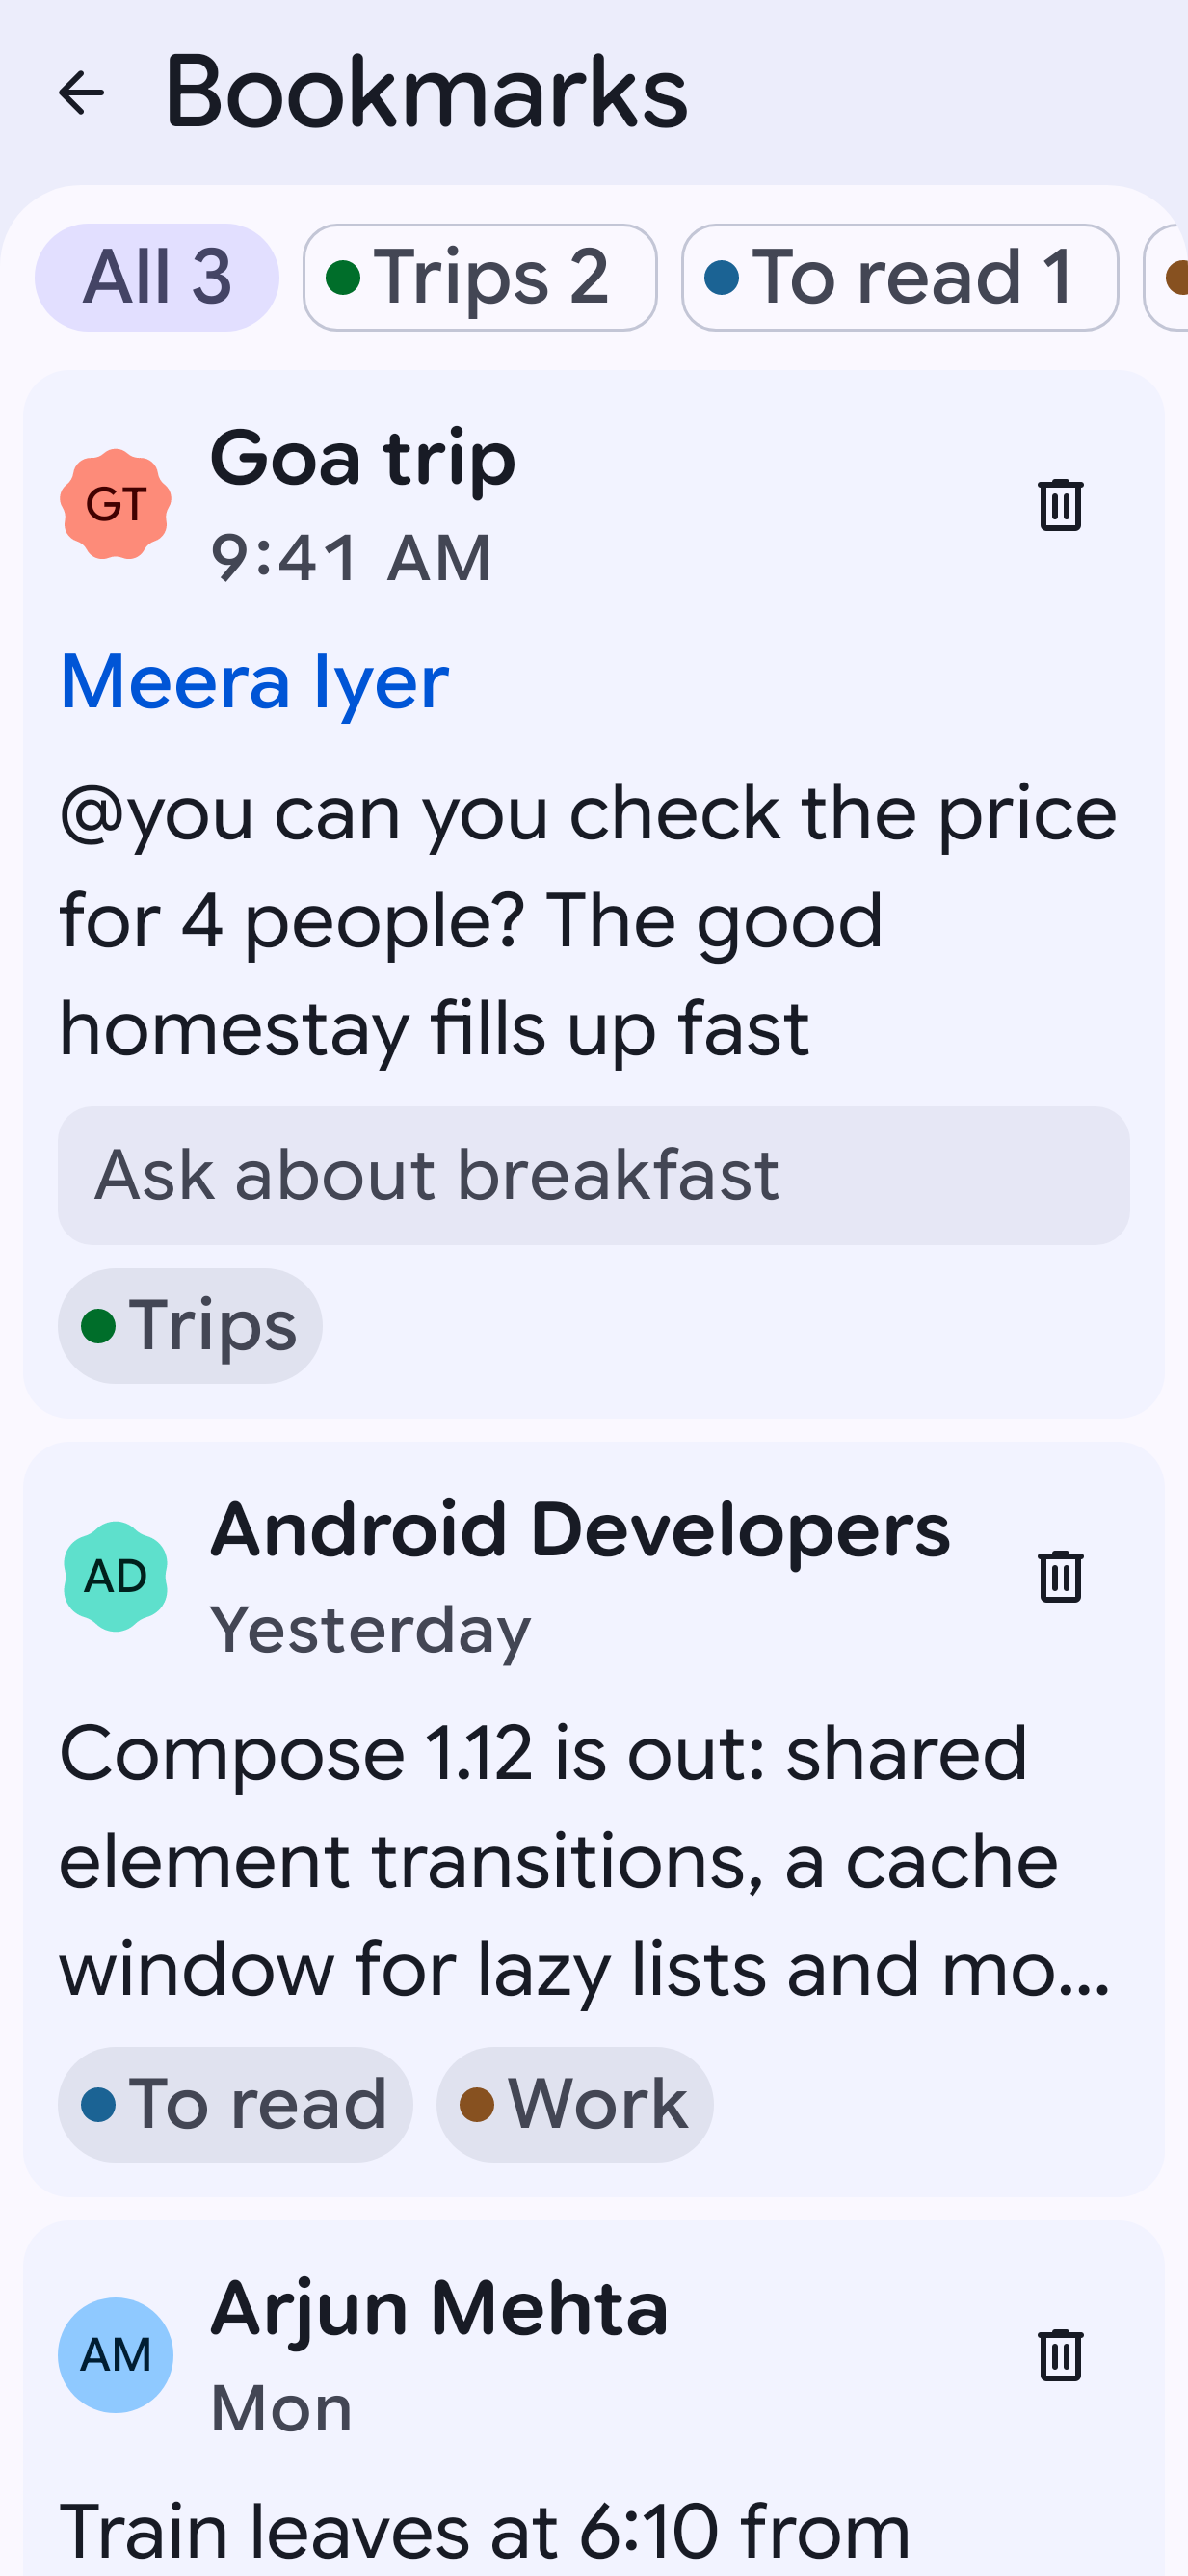 Bookmarks
All 3
Trips 2
To read 1
GT
Goa trip
9:41 AM
Meera Iyer
@you can you check the price
for 4 people? The good
homestay fills up fast
Ask about breakfast
Trips
AD
Android Developers
Yesterday
Compose 1.12 is out: shared
element transitions, a cache
window for lazy lists and mo...
To read
Work
AM
Arjun Mehta
Mon
Train leaves at 6:10 from